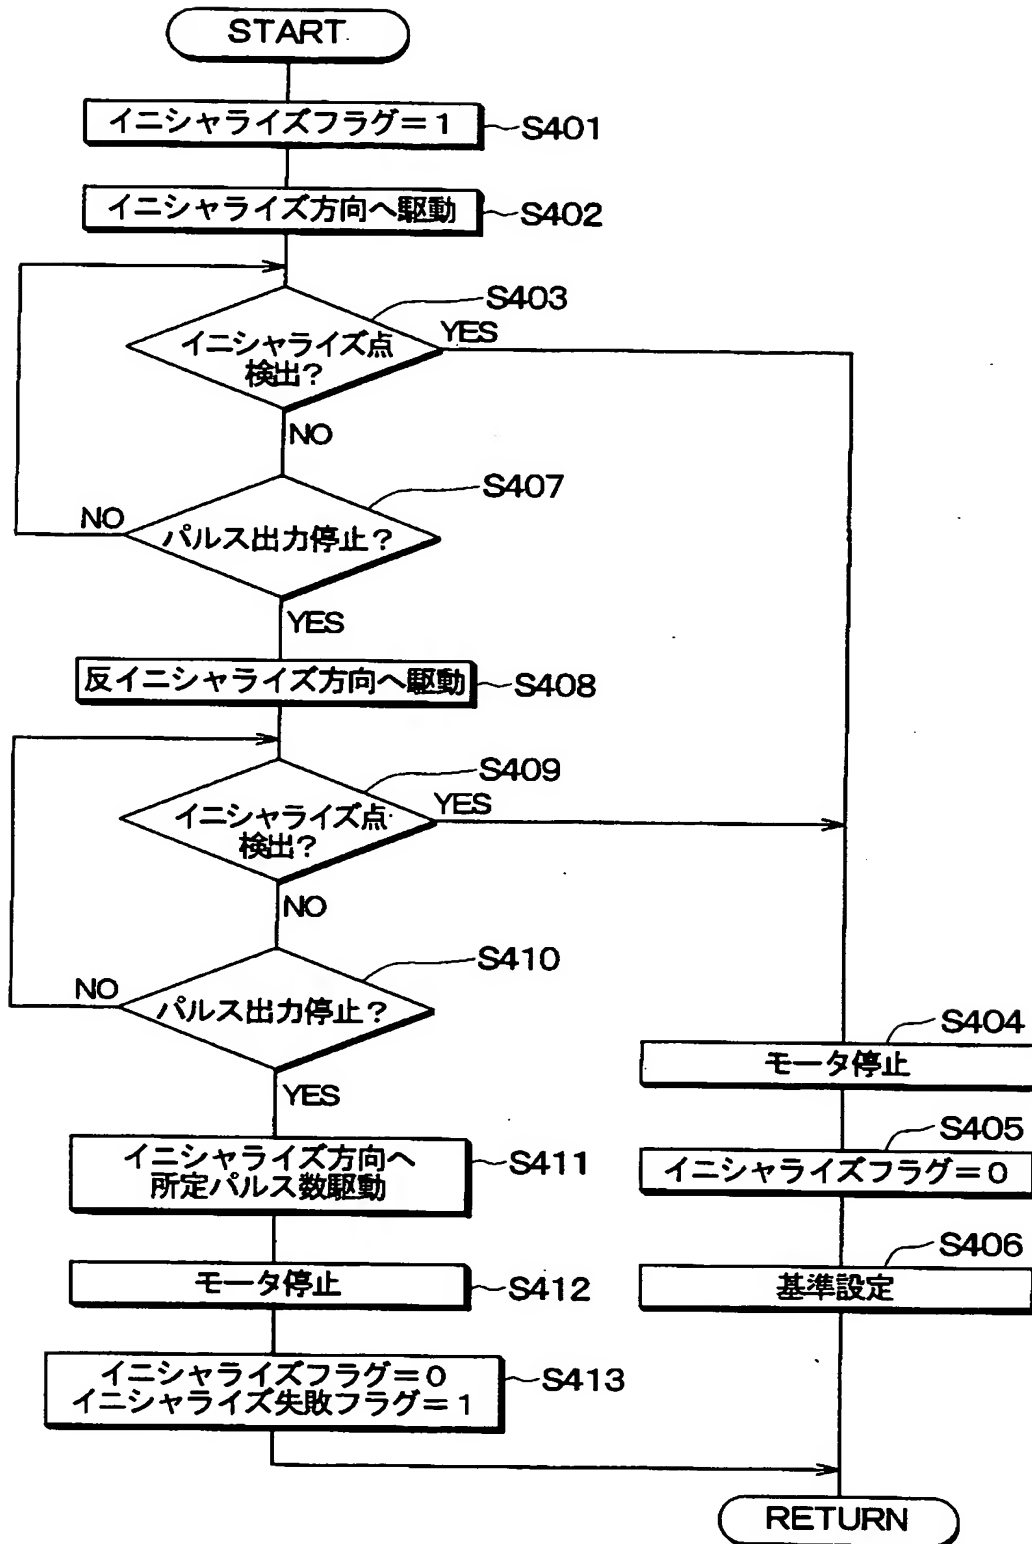 START
イニシャライズフラグ=1
S401
イニシャライズ方向へ駆動
S402
S403
イニシャライズ点
検出?
YES
NO
S407
パルス出力停止?
NO
YES
反イニシャライズ方向へ駆動
S408
S409
イニシャライズ点
検出?
YES
NO
S410
パルス出力停止?
NO
YES
イニシャライズ方向へ
所定パルス数駆動
S411
モータ停止
S412
イニシャライズフラグ=0
イニシャライズ失敗フラグ=1
S413
S404
モータ停止
S405
イニシャライズフラグ=0
S406
基準設定
RETURN